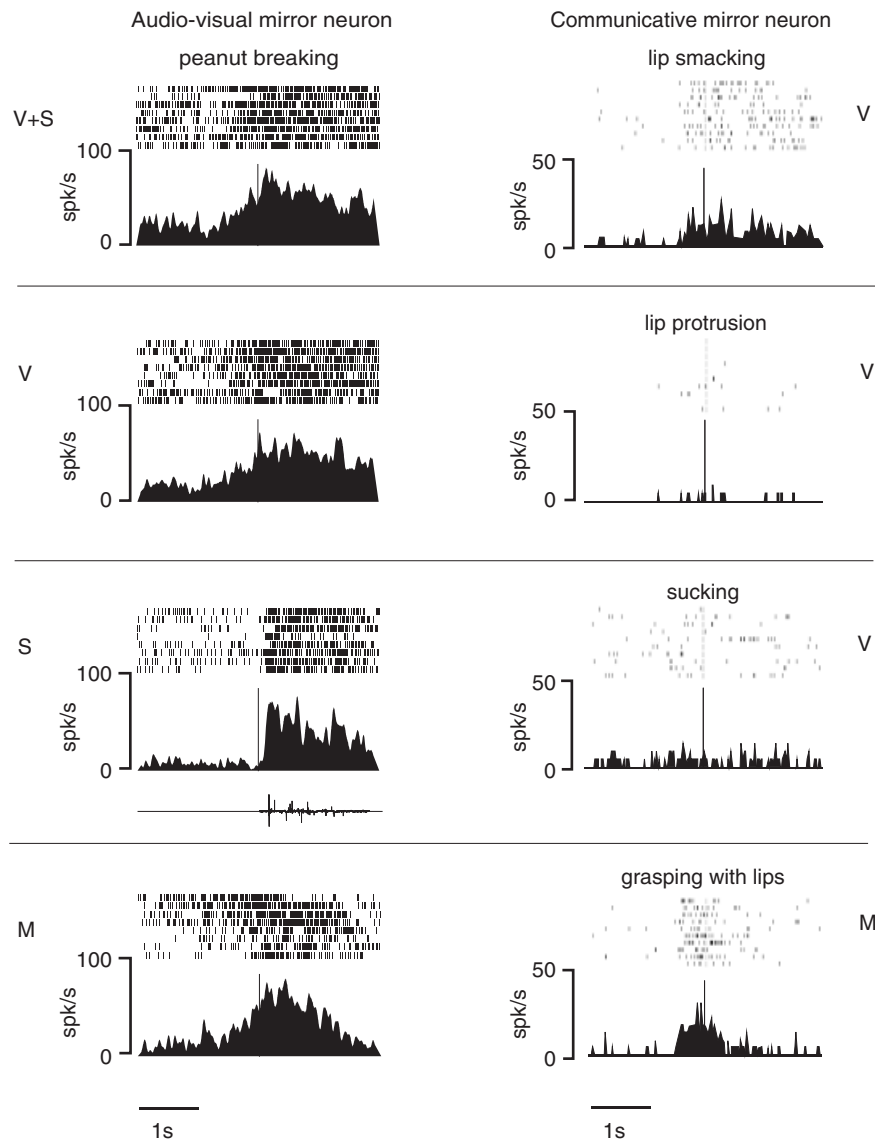 Audio-visual mirror neuron
Communicative mirror neuron
peanut breaking
lip smacking
V+S
V
100
50
spk/s
spk/s
0
0
lip protrusion
V
V
100
50
spk/s
spk/s
0
0
sucking
S
V
100
50
spk/s
spk/s
0
0
grasping with lips
M
M
100
50
spk/s
spk/s
0
0
1s
1s